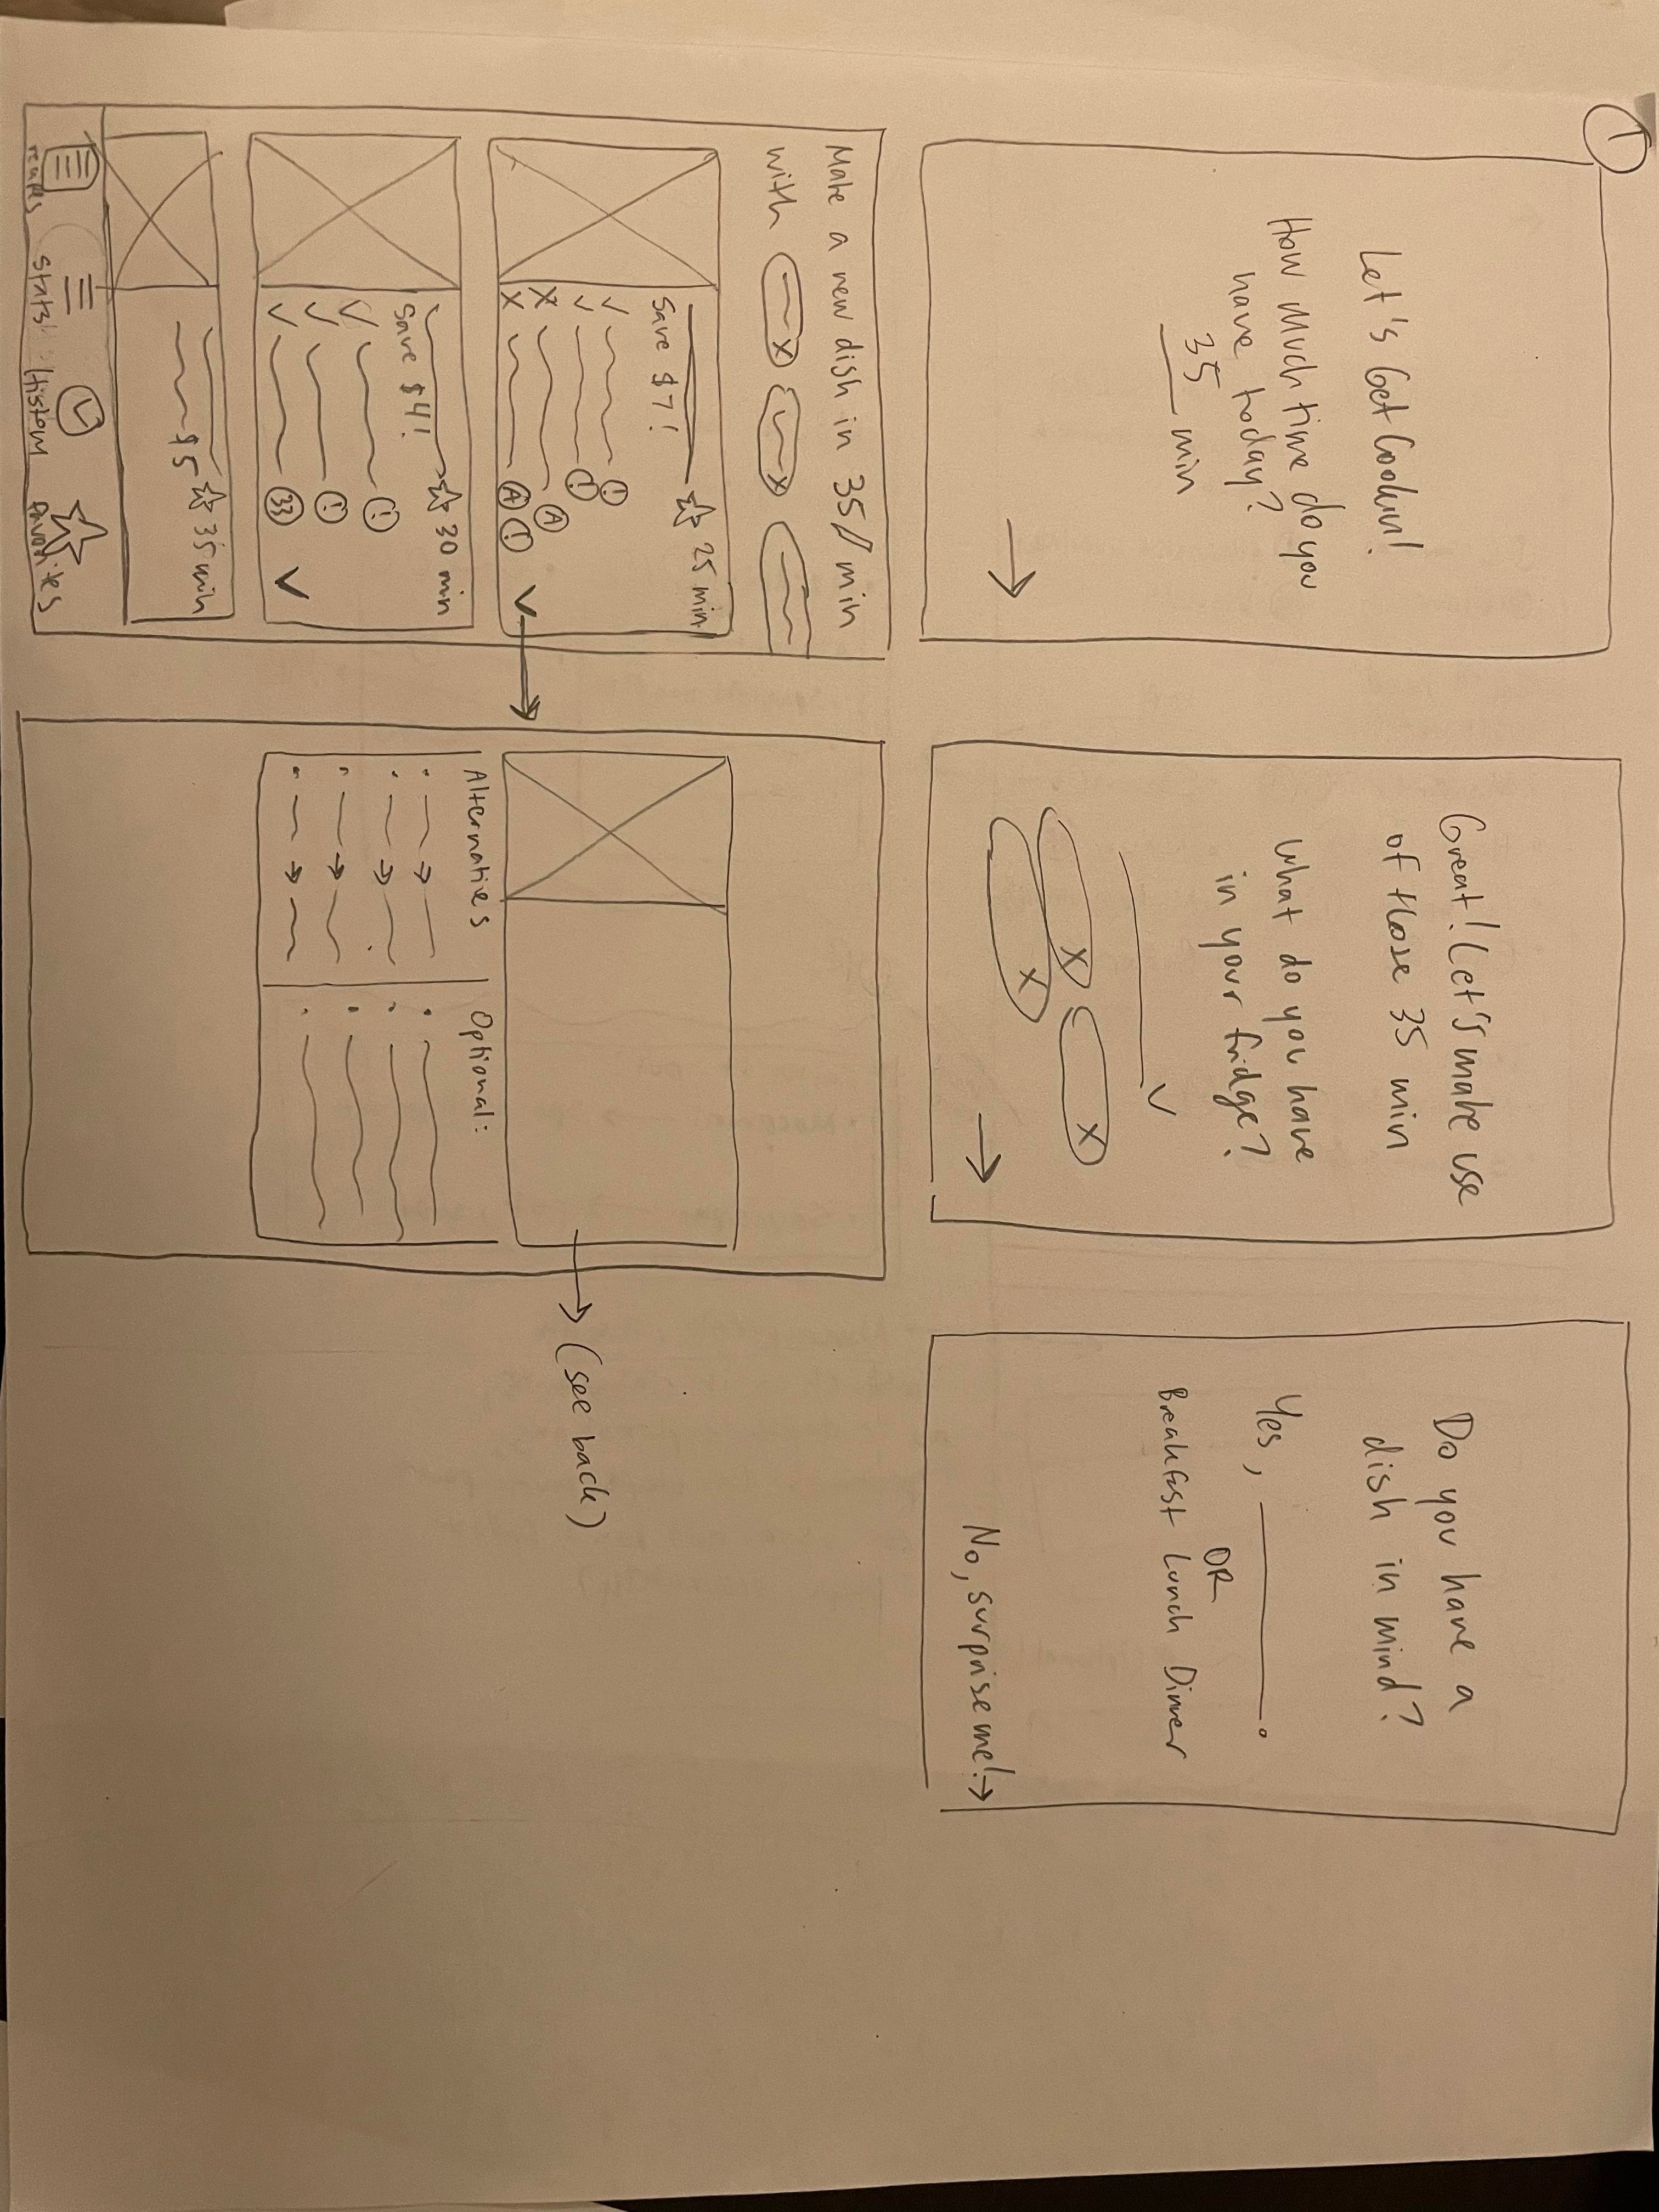 1
Let's Get Cookin!
How Much time do you
have today?
35 min
Great! Let's make use
of those 35 min
What do you have
in your fridge?
X
X
X
Do you have a
dish in mind?
Yes, ________.
OR
Breakfast Lunch Dinner
No, surprise me!→
Make a new dish in 35 min
with X X
25 min
Save $7!
!
!
X A
X A !
30 min
Save $4!
!
!
33
35 min
$5
recipes stats History favorites
Alternatives
Optional:
(see back)